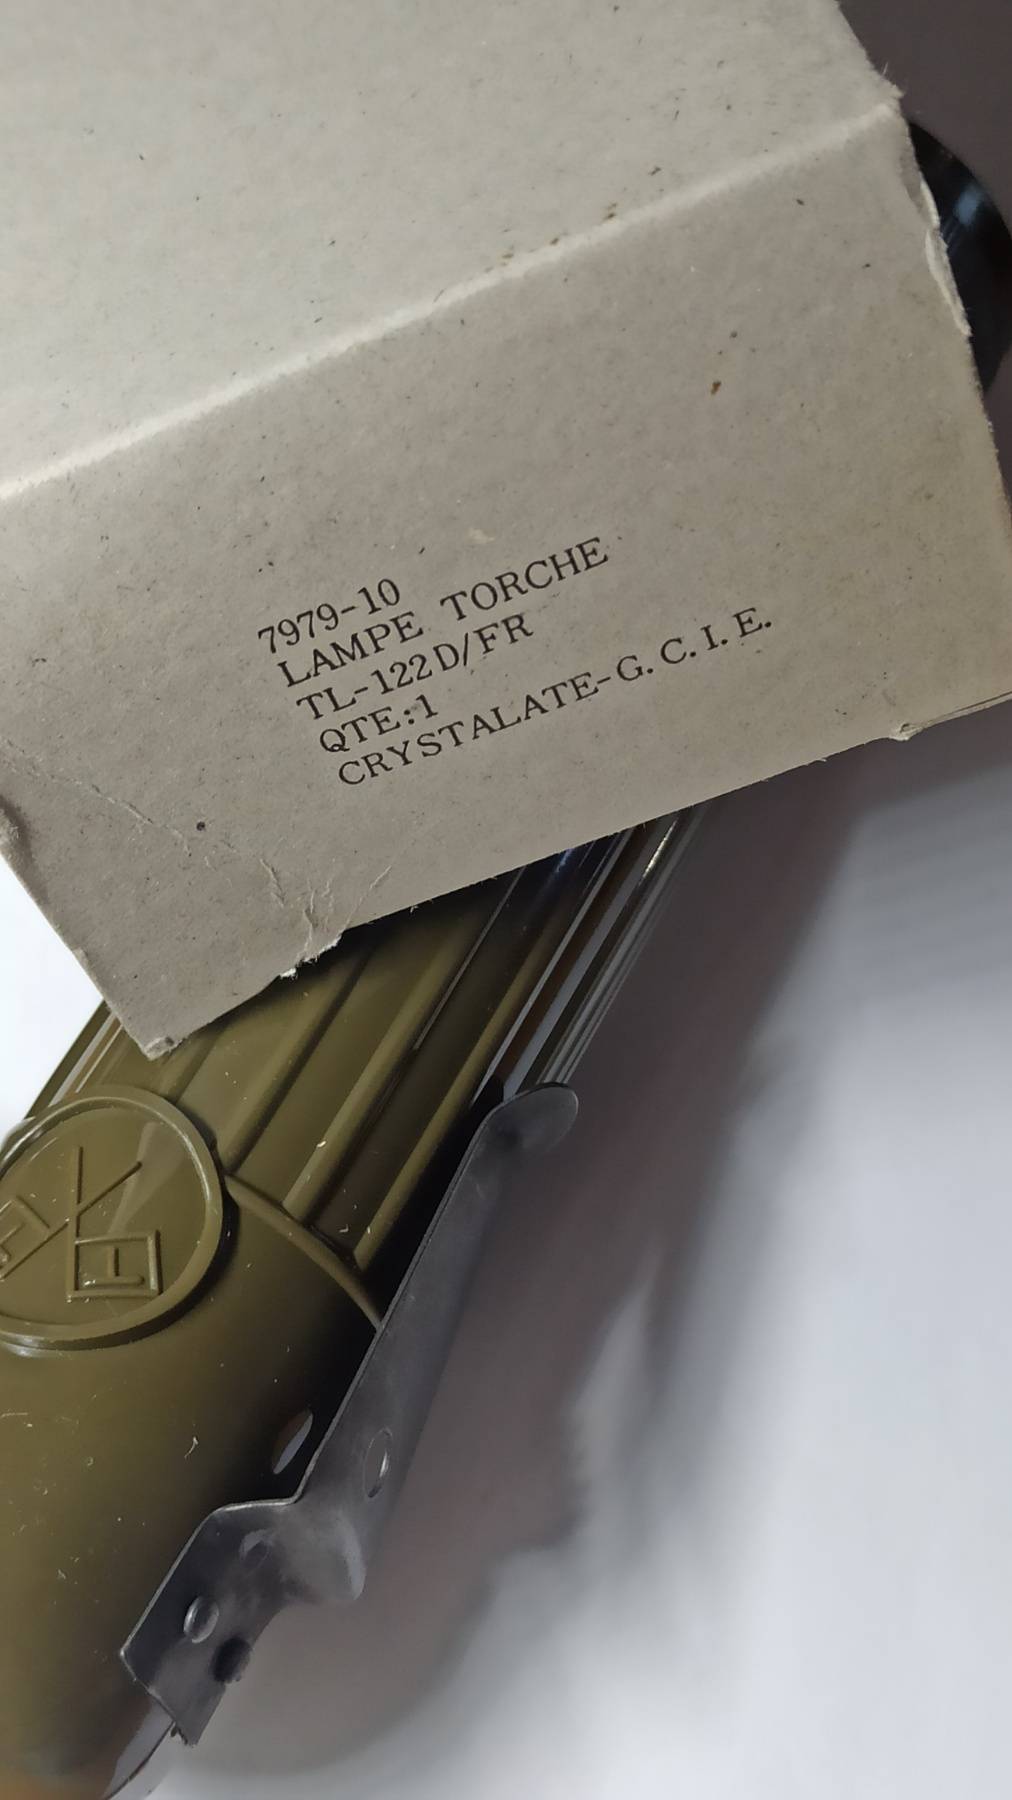 7979-10
LAMPE TORCHE
TL-122D/FR
QTE:1
CRYSTALATE-G.C.I.E.